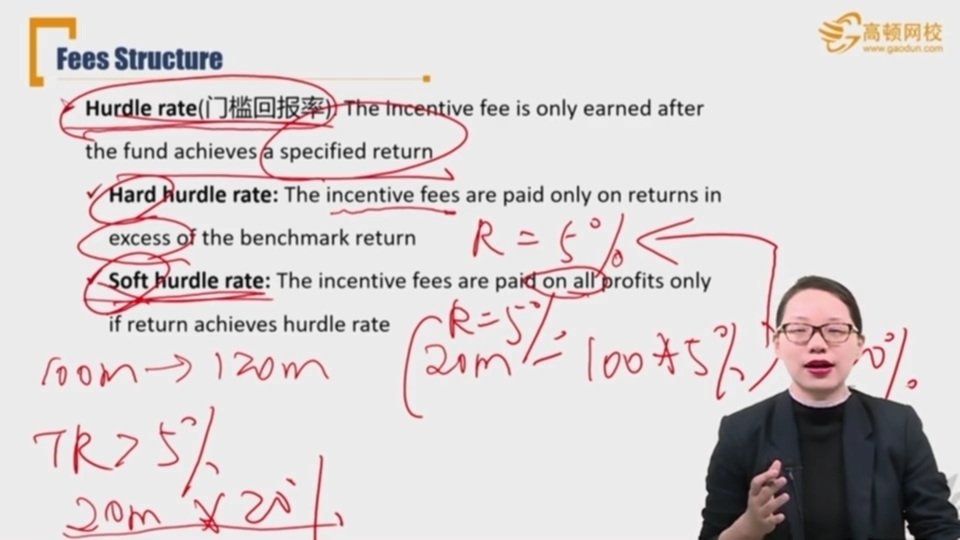 Fees Structure
高顿网校
www.gaodun.com
Hurdle rate(门槛回报率): The incentive fee is only earned after
the fund achieves a specified return
✓ Hard hurdle rate: The incentive fees are paid only on returns in
excess of the benchmark return
R = 5%
✓ Soft hurdle rate: The incentive fees are paid on all profits only
if return achieves hurdle rate
R=5%
100m → 120m
20m = 100*5%
TR > 5%
20m × 20%